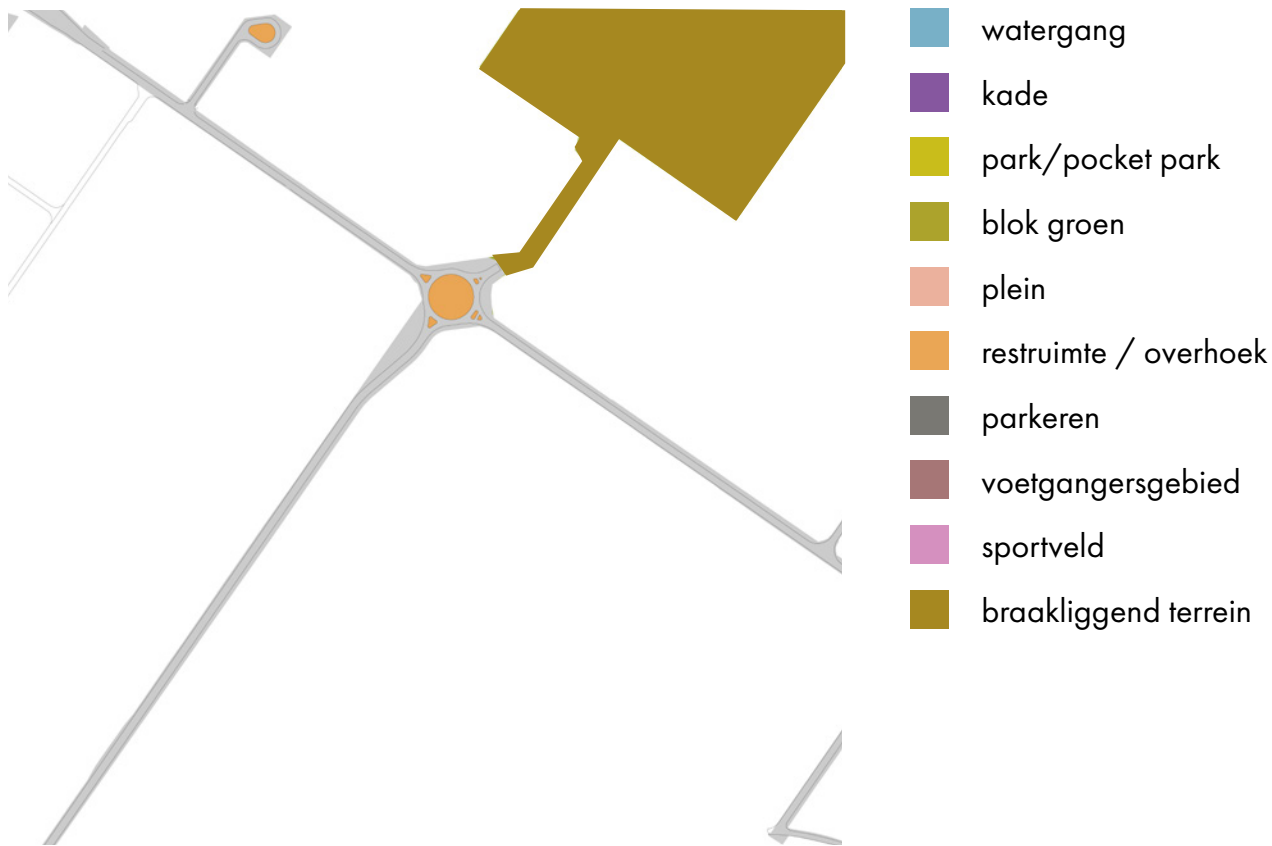 watergang
kade
park/pocket park
blok groen
plein
restruimte / overhoek
parkeren
voetgangersgebied
sportveld
braakliggend terrein